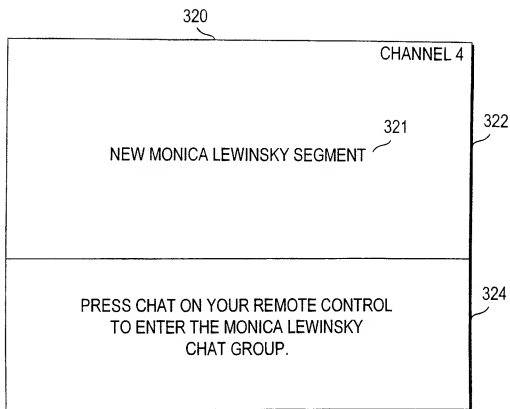 320
CHANNEL 4
321
322
NEW MONICA LEWINSKY SEGMENT
324
PRESS CHAT ON YOUR REMOTE CONTROL
TO ENTER THE MONICA LEWINSKY
CHAT GROUP.